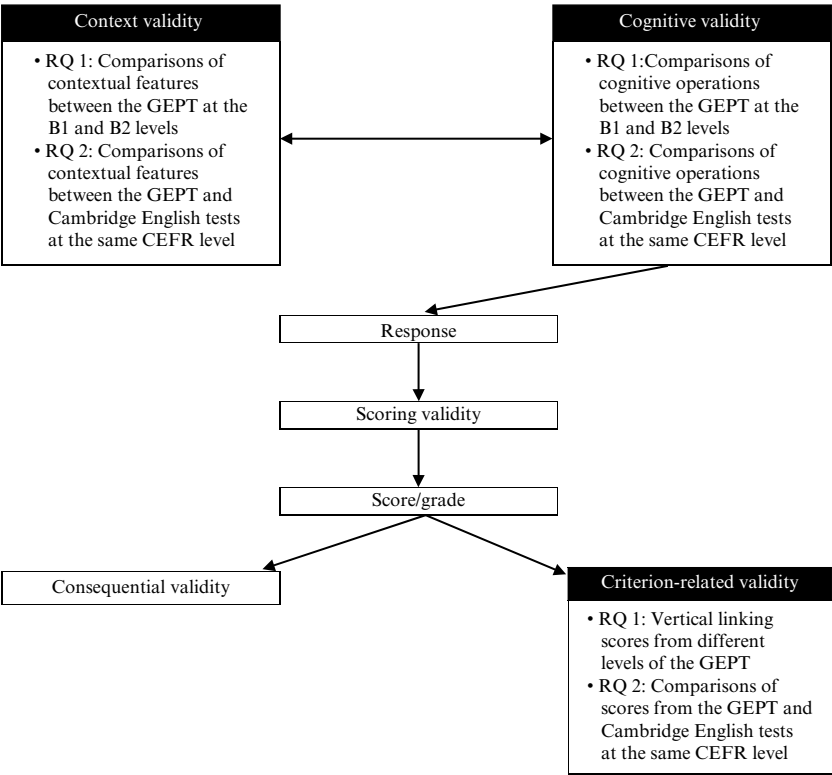 Context validity
• RQ 1: Comparisons of
contextual features
between the GEPT at the
B1 and B2 levels
• RQ 2: Comparisons of
contextual features
between the GEPT and
Cambridge English tests
at the same CEFR level
Cognitive validity
• RQ 1:Comparisons of
cognitive operations
between the GEPT at the
B1 and B2 levels
• RQ 2: Comparisons of
cognitive operations
between the GEPT and
Cambridge English tests
at the same CEFR level
Response
Scoring validity
Score/grade
Consequential validity
Criterion-related validity
• RQ 1: Vertical linking
scores from different
levels of the GEPT
• RQ 2: Comparisons of
scores from the GEPT and
Cambridge English tests
at the same CEFR level